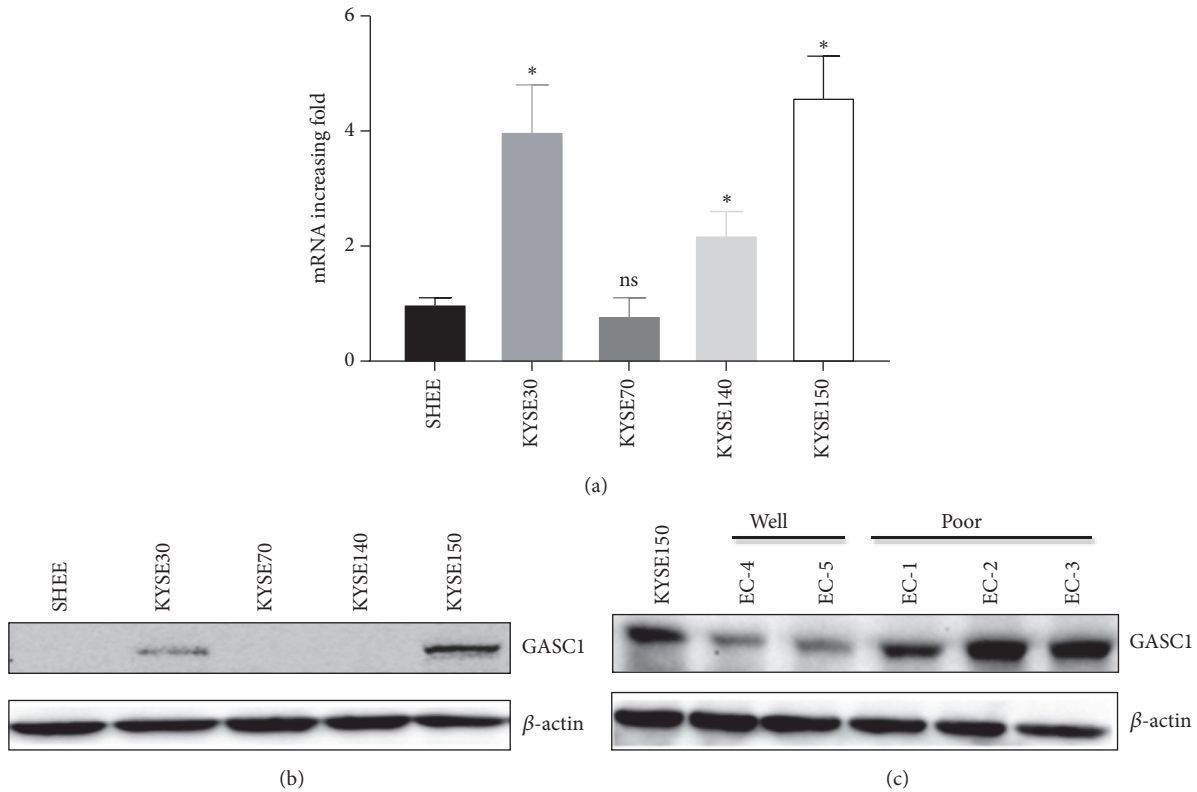 6
4
2
0
mRNA increasing fold
*
ns
*
*
SHEE
KYSE30
KYSE70
KYSE140
KYSE150
(a)
SHEE
KYSE30
KYSE70
KYSE140
KYSE150
GASC1
β-actin
(b)
Well
Poor
KYSE150
EC-4
EC-5
EC-1
EC-2
EC-3
GASC1
β-actin
(c)